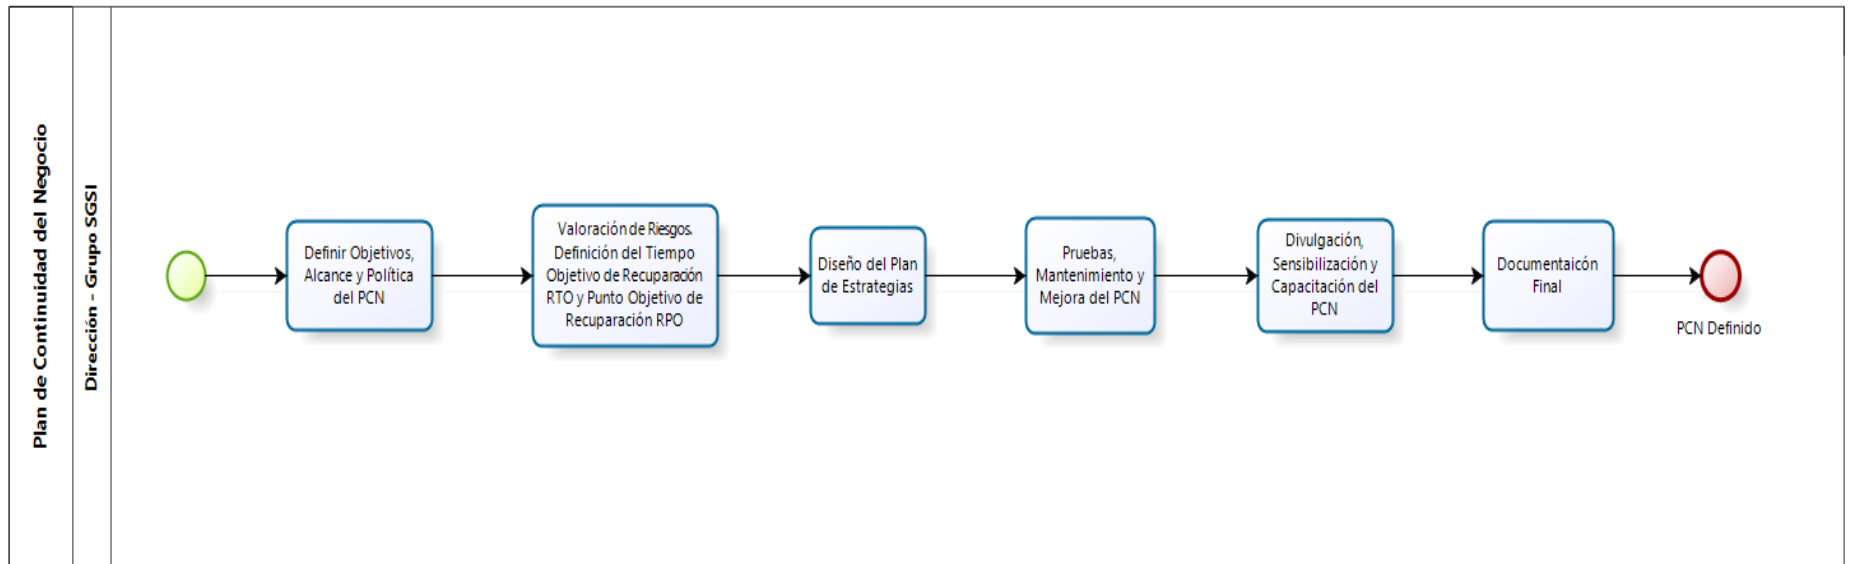 Plan de Continuidad del Negocio
Dirección - Grupo SGSI
Definir Objetivos,
Alcance y Política
del PCN
Valoración de Riesgos.
Definición del Tiempo
Objetivo de Recuparación
RTO y Punto Objetivo de
Recuparación RPO
Diseño del Plan
de Estrategias
Pruebas,
Mantenimiento y
Mejora del PCN
Divulgación,
Sensibilización y
Capacitación del
PCN
Documentaicón
Final
PCN Definido